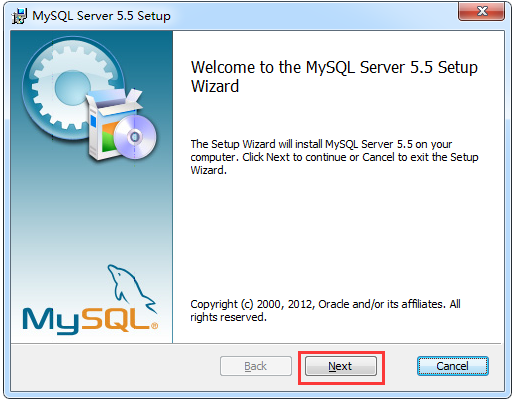 MySQL Server 5.5 Setup
Welcome to the MySQL Server 5.5 Setup
Wizard
The Setup Wizard will install MySQL Server 5.5 on your
computer. Click Next to continue or Cancel to exit the Setup
Wizard.
MySQL®
Copyright (c) 2000, 2012, Oracle and/or its affiliates. All
rights reserved.
Back
Next
Cancel